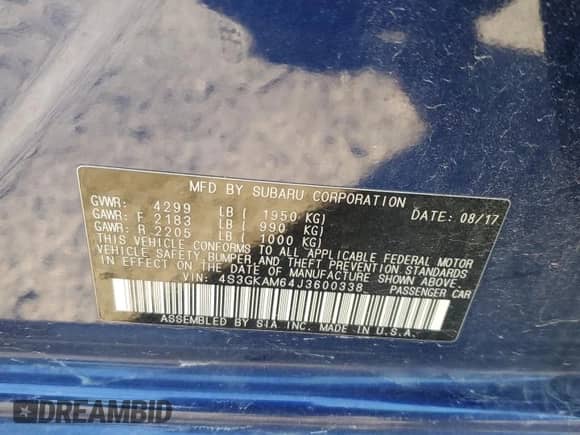 MFD BY SUBARU CORPORATION
GVWR: 4299 LB ( 1950 KG) DATE: 08/17
GAWR: F 2183 LB ( 990 KG)
GAWR: R 2205 LB ( 1000 KG)
THIS VEHICLE CONFORMS TO ALL APPLICABLE FEDERAL MOTOR
VEHICLE SAFETY, BUMPER, AND THEFT PREVENTION STANDARDS
IN EFFECT ON THE DATE OF MANUFACTURE SHOWN ABOVE.
VIN: 4S3GKAM64J3600338 PASSENGER CAR
ASSEMBLED BY SIA INC. MADE IN U.S.A.
DREAMBID